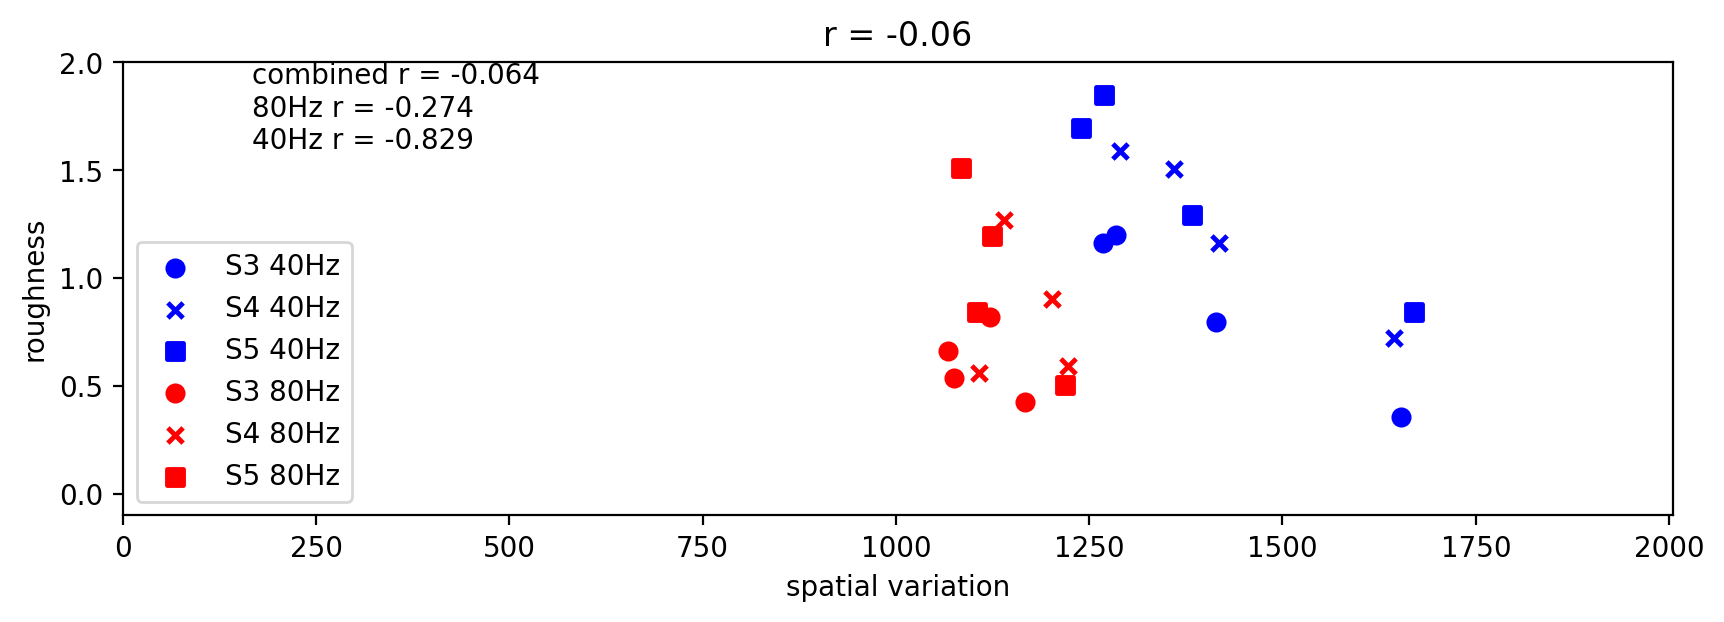 r = -0.06
combined r = -0.064
80Hz r = -0.274
40Hz r = -0.829
2.0
1.5
1.0
0.5
0.0
roughness
S3 40Hz
S4 40Hz
S5 40Hz
S3 80Hz
S4 80Hz
S5 80Hz
0 250 500 750 1000 1250 1500 1750 2000
spatial variation